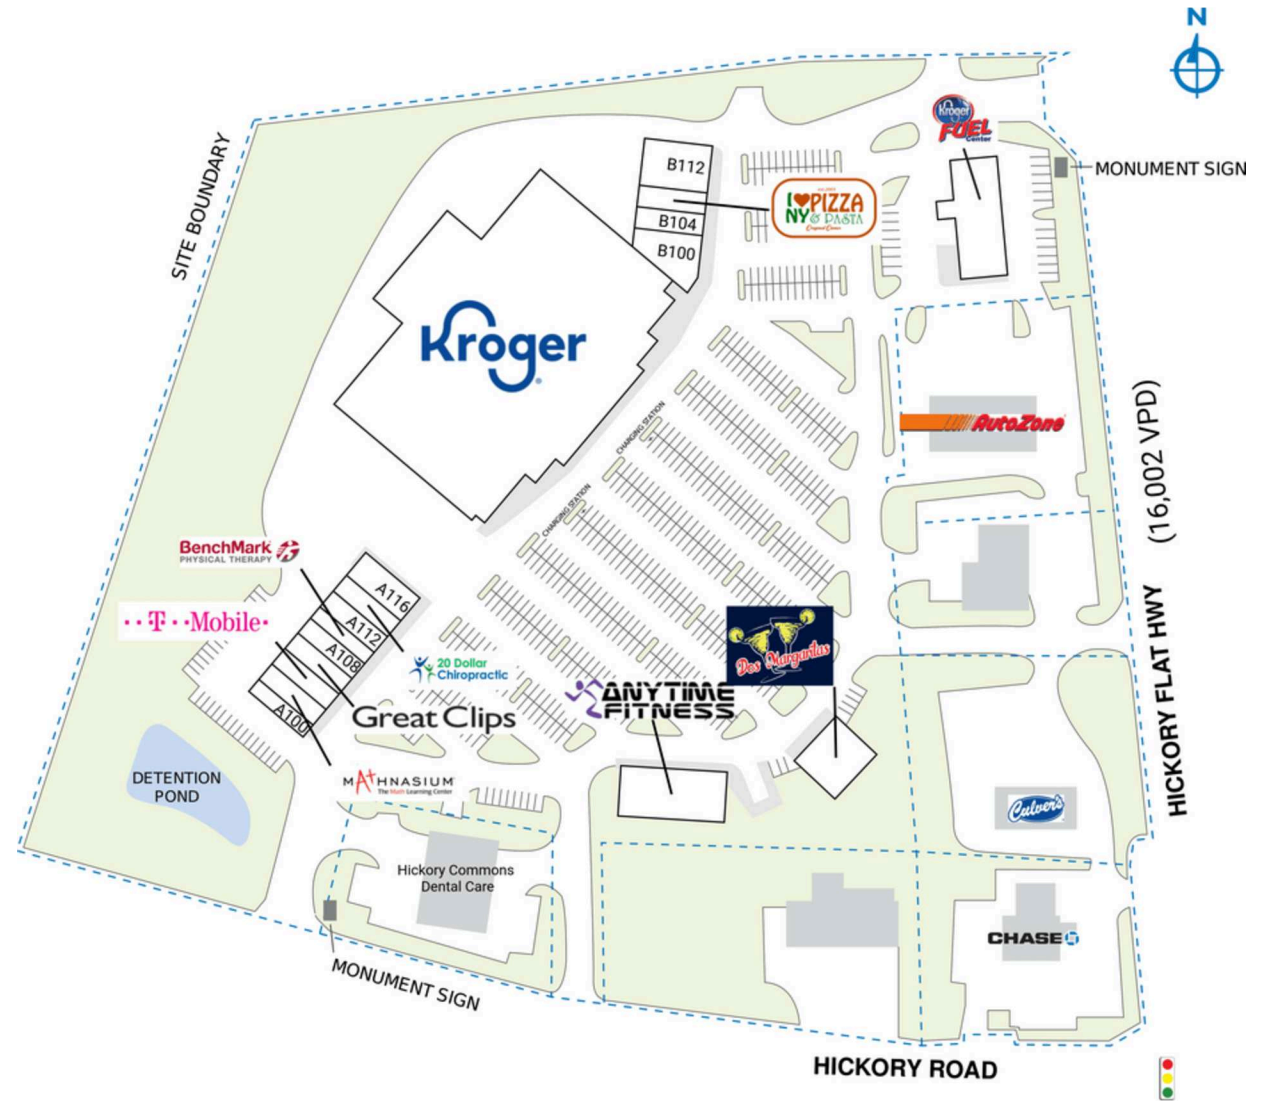 N
Kroger
FUEL
Center
MONUMENT SIGN
SITE BOUNDARY
B112
I♥PIZZA
NY & PASTA
B104
B100
Kroger
AutoZone
(16,002 VPD)
HICKORY FLAT HWY
CHARGING STATION
CHARGING STATION
BenchMark
PHYSICAL THERAPY
T Mobile
A116
A112
A108
A100
20 Dollar
Chiropractic
Great Clips
MATHNASIUM
The Math Learning Center
ANYTIME
FITNESS
Dos Margaritas
DETENTION
POND
Culver's
Hickory Commons
Dental Care
CHASE
MONUMENT SIGN
HICKORY ROAD